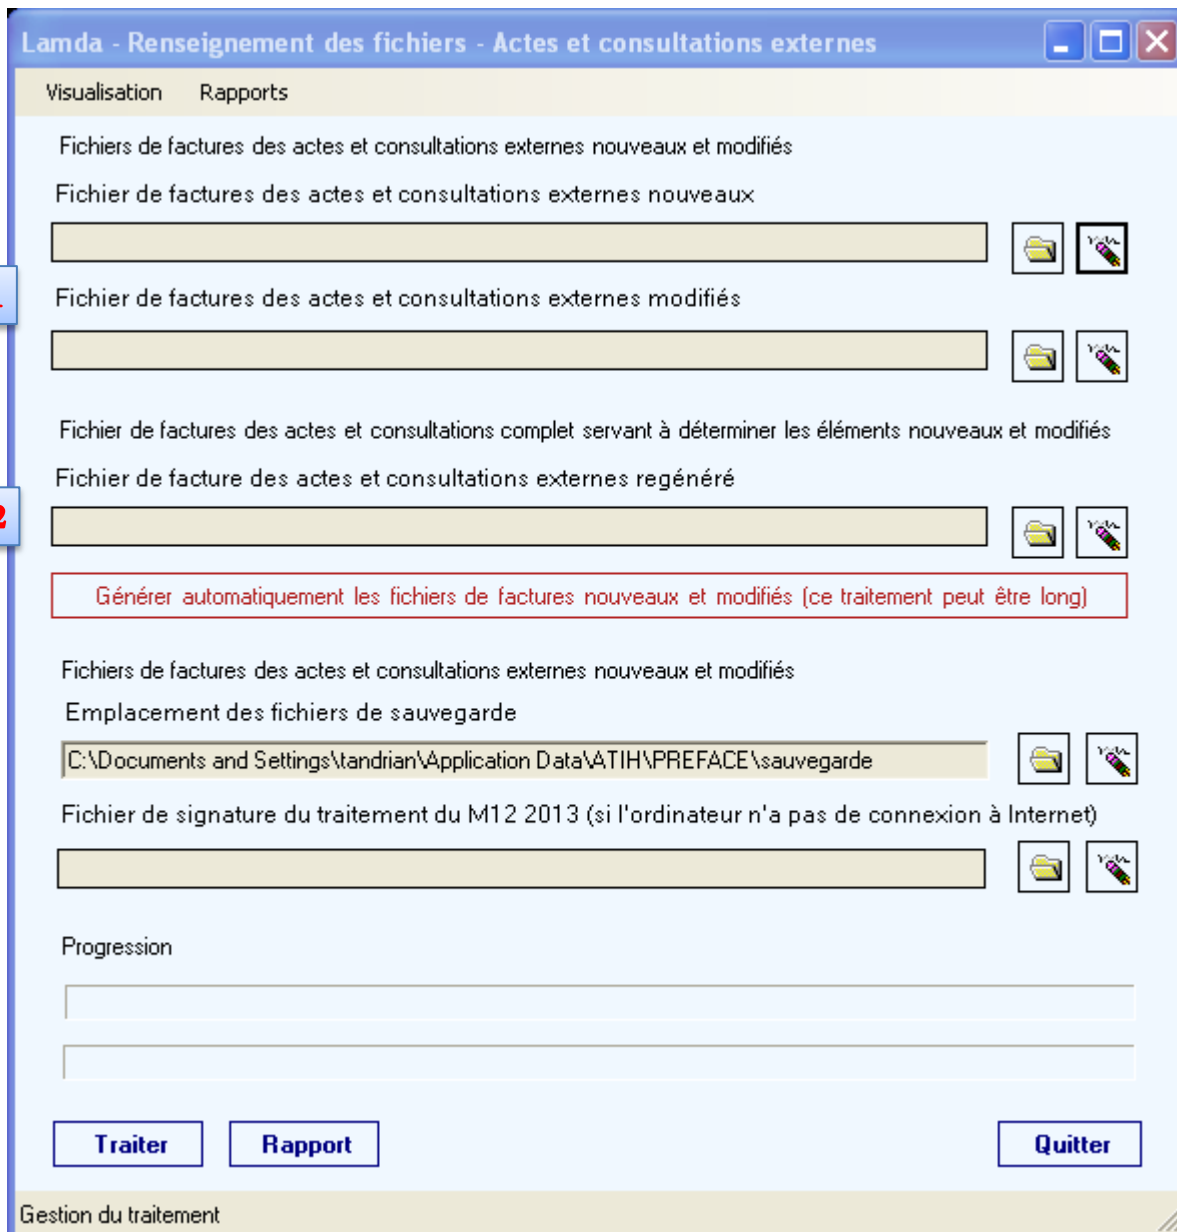 Lamda - Renseignement des fichiers - Actes et consultations externes
Visualisation Rapports
Fichiers de factures des actes et consultations externes nouveaux et modifiés
Fichier de factures des actes et consultations externes nouveaux
Fichier de factures des actes et consultations externes modifiés
Fichier de factures des actes et consultations complet servant à déterminer les éléments nouveaux et modifiés
Fichier de facture des actes et consultations externes regénéré
2
Générer automatiquement les fichiers de factures nouveaux et modifiés (ce traitement peut être long)
Fichiers de factures des actes et consultations externes nouveaux et modifiés
Emplacement des fichiers de sauvegarde
C:\Documents and Settings\tandrian\Application Data\ATIH\PREFACE\sauvegarde
Fichier de signature du traitement du M12 2013 (si l'ordinateur n'a pas de connexion à Internet)
Progression
Traiter Rapport Quitter
Gestion du traitement